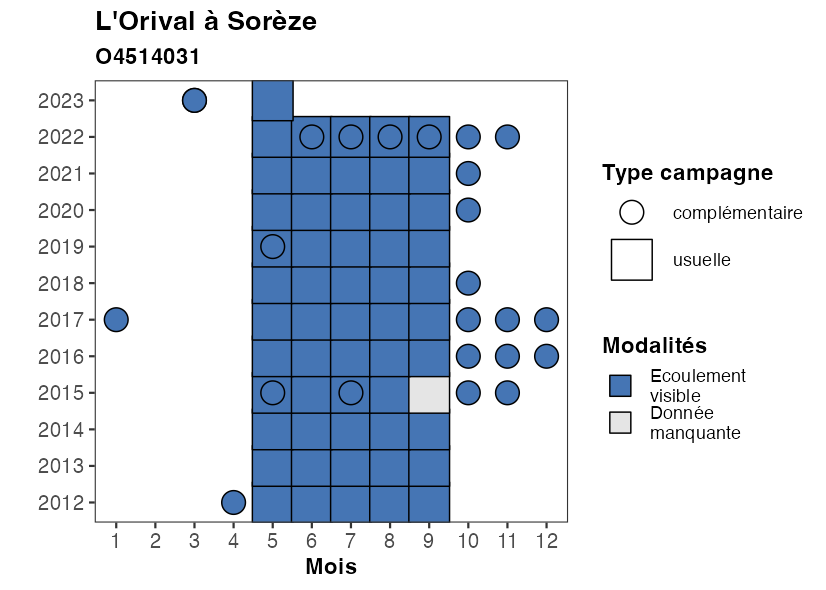 L'Orival à Sorèze
O4514031
2023
2022
2021
2020
2019
2018
2017
2016
2015
2014
2013
2012
1 2 3 4 5 6 7 8 9 10 11 12
Mois
Type campagne
complémentaire
usuelle
Modalités
Ecoulement
visible
Donnée
manquante